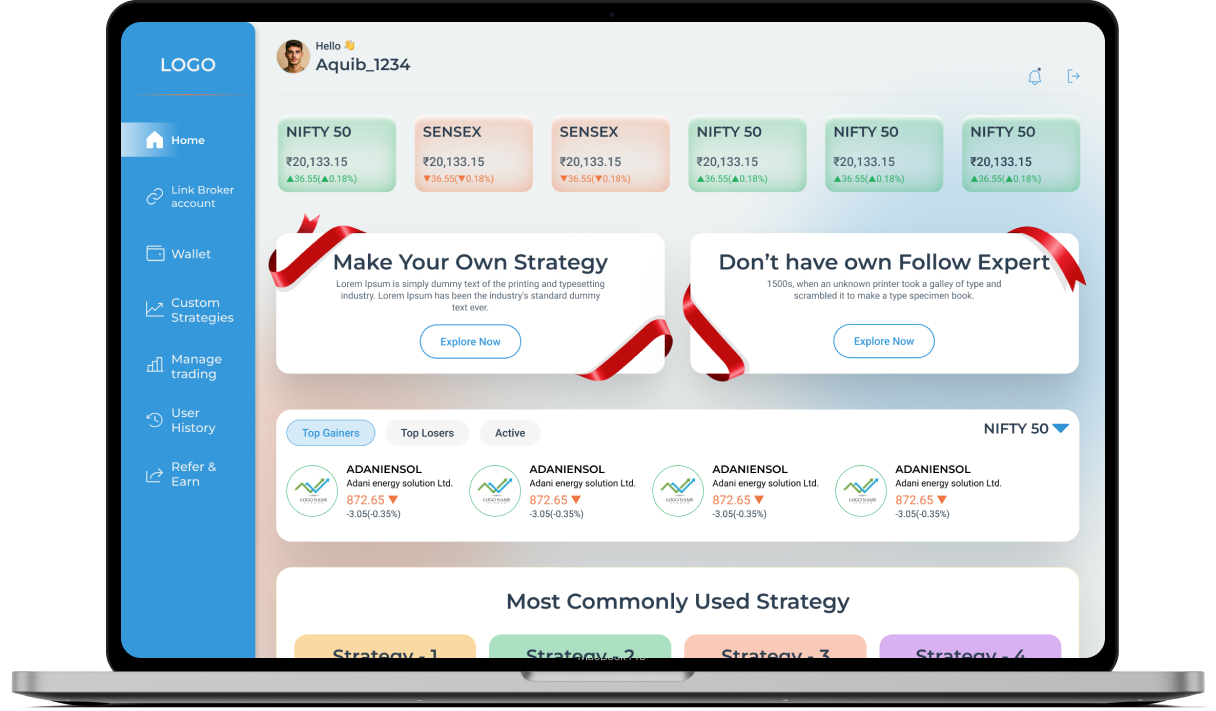 LOGO
Home
Link Broker
account
Wallet
Custom
Strategies
Manage
trading
User
History
Refer &
Earn
Hello 👋
Aquib_1234
NIFTY 50
₹20,133.15
▲36.55(▲0.18%)
SENSEX
₹20,133.15
▼36.55(▼0.18%)
SENSEX
₹20,133.15
▼36.55(▼0.18%)
NIFTY 50
₹20,133.15
▲36.55(▲0.18%)
NIFTY 50
₹20,133.15
▲36.55(▲0.18%)
NIFTY 50
₹20,133.15
▲36.55(▲0.18%)
Make Your Own Strategy
Lorem Ipsum is simply dummy text of the printing and typesetting
industry. Lorem Ipsum has been the industry's standard dummy
text ever.
Explore Now
Don't have own Follow Expert
1500s, when an unknown printer took a galley of type and
scrambled it to make a type specimen book.
Explore Now
Top Gainers
Top Losers
Active
NIFTY 50
LOGO NAME
ADANIENSOL
Adani energy solution Ltd.
872.65 ▼
-3.05(-0.35%)
LOGO NAME
ADANIENSOL
Adani energy solution Ltd.
872.65 ▼
-3.05(-0.35%)
LOGO NAME
ADANIENSOL
Adani energy solution Ltd.
872.65 ▼
-3.05(-0.35%)
LOGO NAME
ADANIENSOL
Adani energy solution Ltd.
872.65 ▼
-3.05(-0.35%)
Most Commonly Used Strategy
Strategy - 1
Strategy - 2
Strategy - 3
Strategy - 4